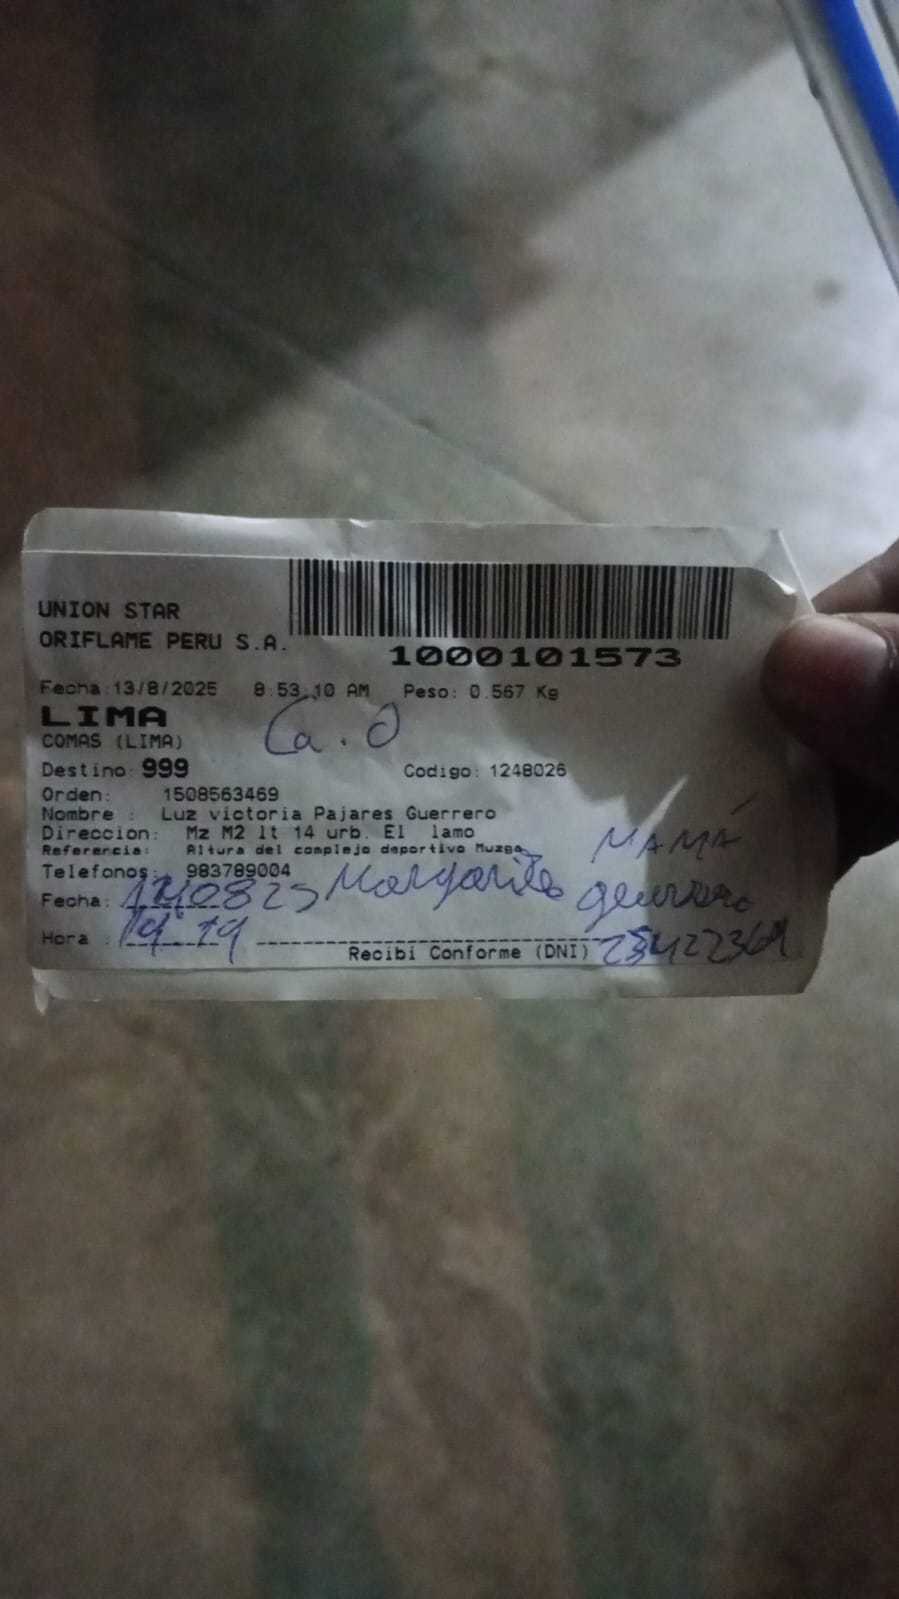 UNION STAR
ORIFLAME PERU S.A.
1000101573
Fecha:13/8/2025 8:53:10 AM Peso: 0.567 Kg
LIMA
COMAS (LIMA)
Ca. O
Destino: 999 Codigo: 1248026
Orden: 1508563469
Nombre : Luz victoria Pajares Guerrero
Direccion: Mz M2 lt 14 urb. El lamo
Referencia: Altura del complejo deportivo Muzga
MAMÁ
Telefonos: 983789004
Fecha: Margarita guerrero
Hora : 19 19
Recibi Conforme (DNI)